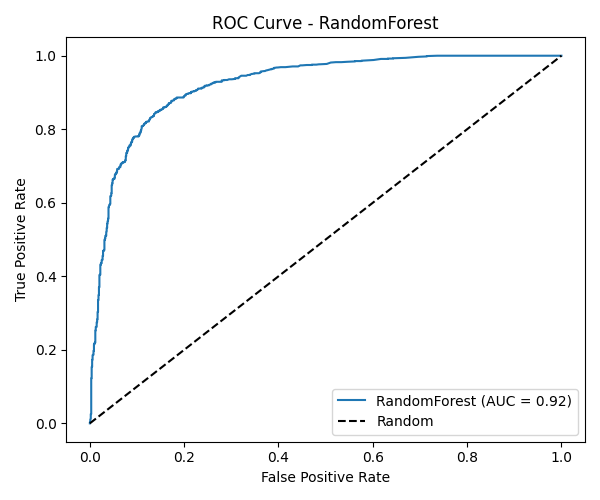 ROC Curve - RandomForest
True Positive Rate
1.0
0.8
0.6
0.4
0.2
0.0
RandomForest (AUC = 0.92)
Random
0.0 0.2 0.4 0.6 0.8 1.0
False Positive Rate